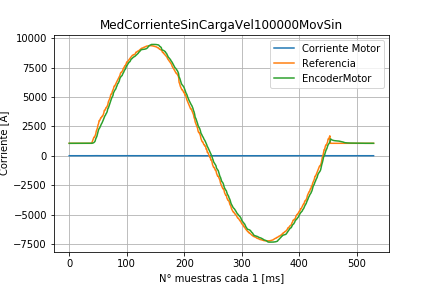 MedCorrienteSinCargaVel100000MovSin
Corriente [A]
10000
7500
5000
2500
0
−2500
−5000
−7500
Corriente Motor
Referencia
EncoderMotor
0 100 200 300 400 500
N° muestras cada 1 [ms]